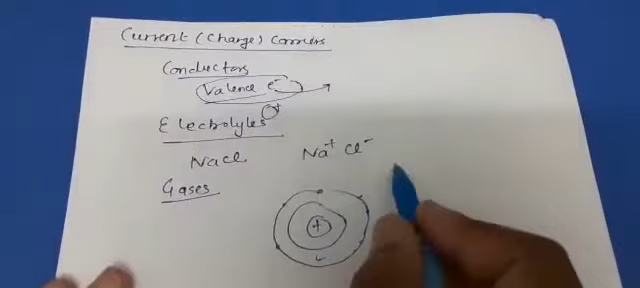 Current (Charge) Carriers
Conductors
Valence e-
+
Electrolytes
NaCl Na+ Cl-
Gases
+